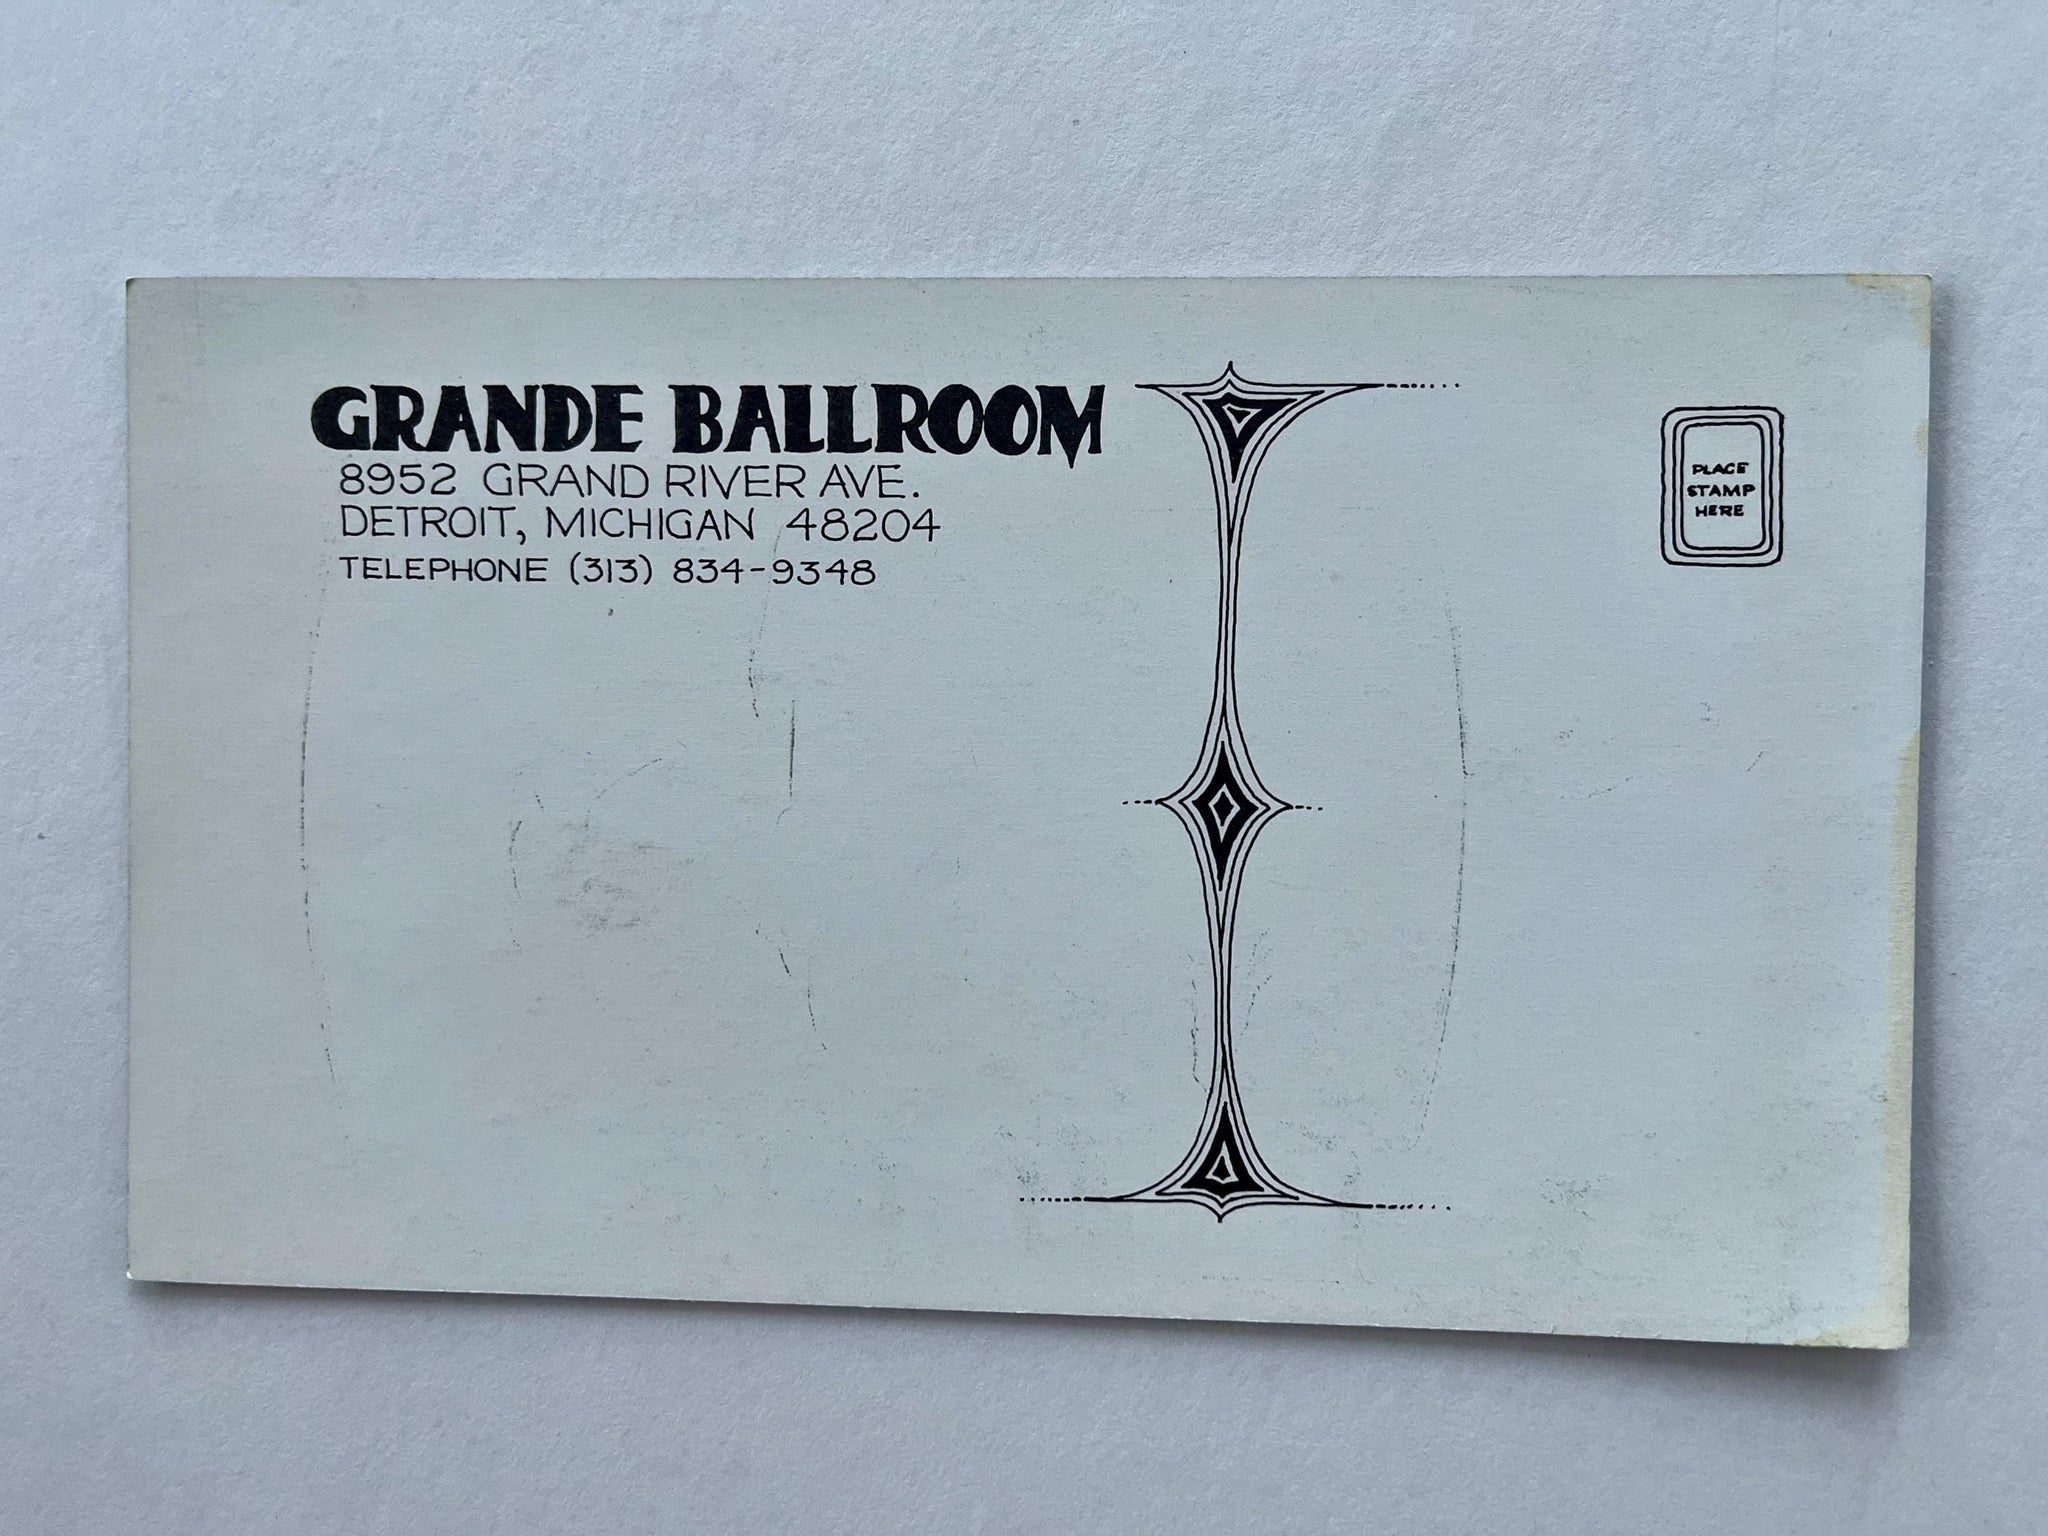 GRANDE BALLROOM
8952 GRAND RIVER AVE.
DETROIT, MICHIGAN 48204
TELEPHONE (313) 834-9348
PLACE
STAMP
HERE